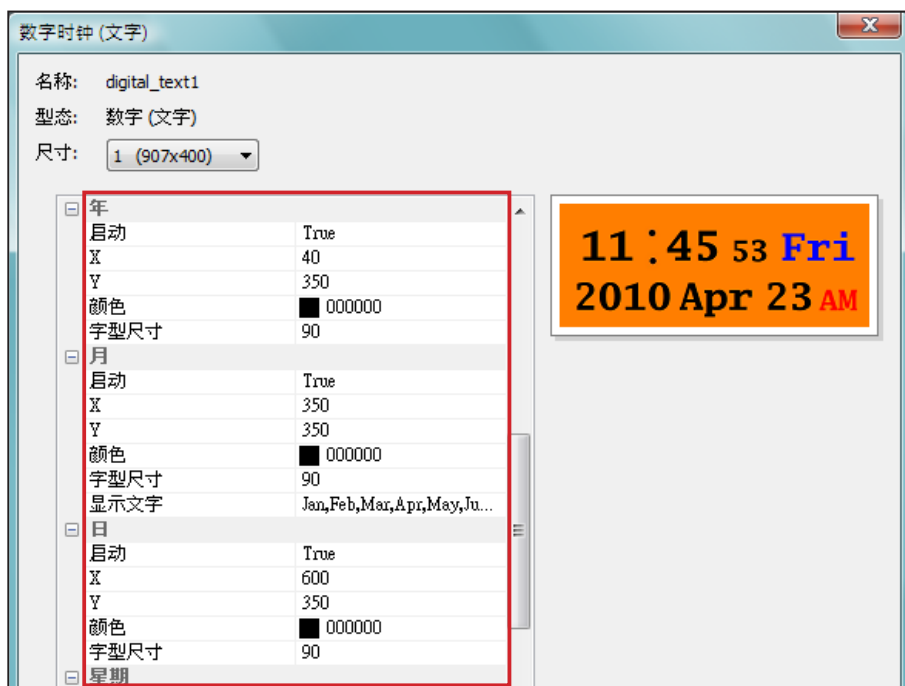 数字时钟 (文字)
名称: digital_text1
型态: 数字 (文字)
尺寸: 1 (907x400)
年
启动 True
X 40
Y 350
颜色 000000
字型尺寸 90
月
启动 True
X 350
Y 350
颜色 000000
字型尺寸 90
显示文字 Jan,Feb,Mar,Apr,May,Ju...
日
启动 True
X 600
Y 350
颜色 000000
字型尺寸 90
星期
11:45 53 Fri
2010 Apr 23 AM